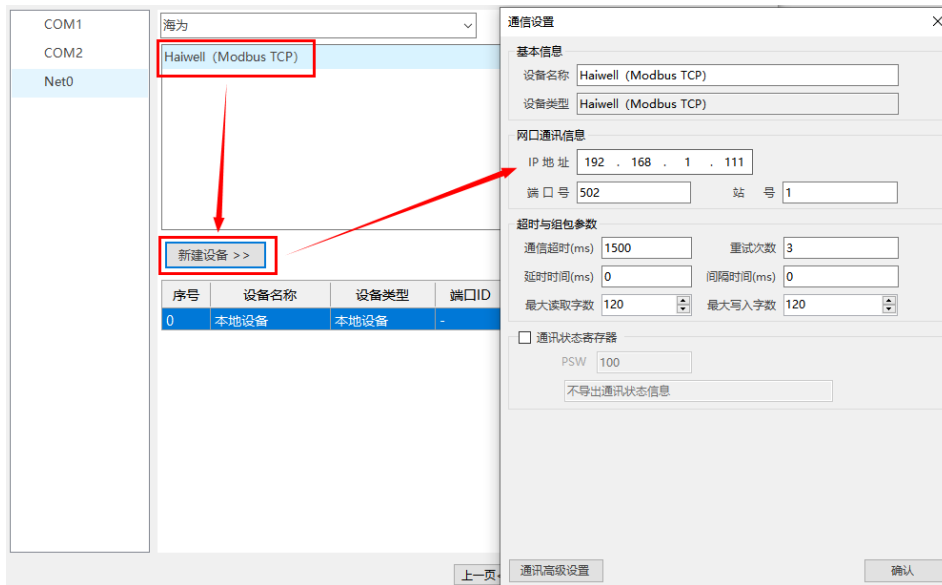 COM1
COM2
Net0
海为
Haiwell（Modbus TCP）
新建设备 >>
序号 设备名称 设备类型 端口ID
0 本地设备 本地设备 -
上一页
通信设置
基本信息
设备名称 Haiwell（Modbus TCP）
设备类型 Haiwell（Modbus TCP）
网口通讯信息
IP 地 址 192 . 168 . 1 . 111
端 口 号 502 站 号 1
超时与组包参数
通信超时(ms) 1500 重试次数 3
延时时间(ms) 0 间隔时间(ms) 0
最大读取字数 120 最大写入字数 120
通讯状态寄存器
PSW 100
不导出通讯状态信息
通讯高级设置 确认